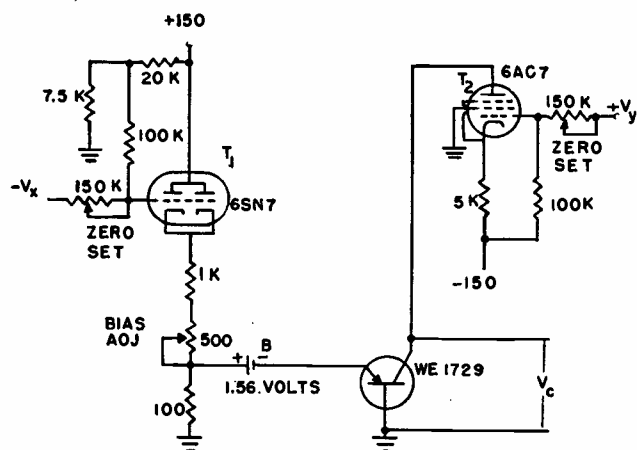 +150
20 K
7.5 K
100 K
T1
-Vx
150 K
ZERO
SET
6SN7
1 K
BIAS
AOJ
500
100
+
B
-
1.56.VOLTS
6AC7
T2
150 K
+Vy
ZERO
SET
5 K
100K
-150
WE 1729
Vc